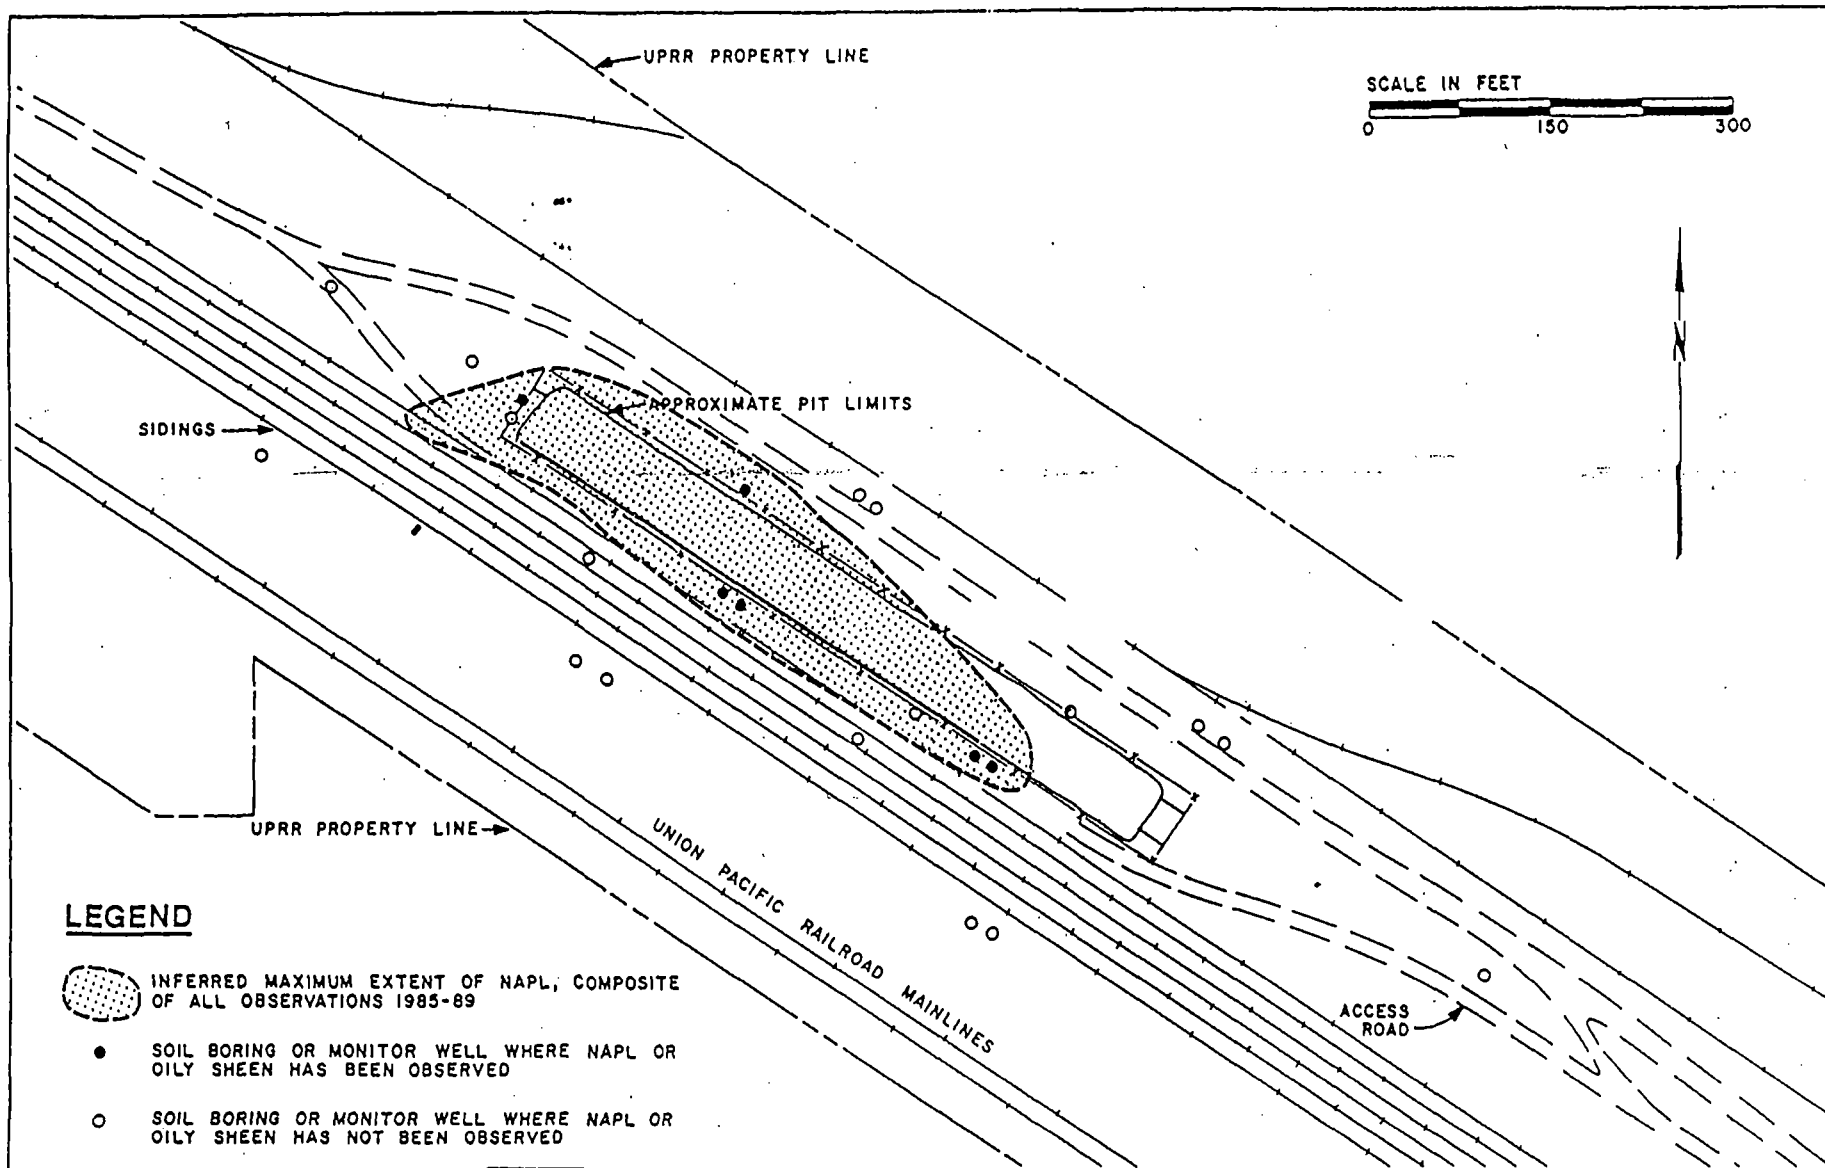 UPRR PROPERTY LINE
SCALE IN FEET
0 150 300
N
APPROXIMATE PIT LIMITS
SIDINGS
UPRR PROPERTY LINE
UNION PACIFIC RAILROAD MAINLINES
ACCESS
ROAD
LEGEND
INFERRED MAXIMUM EXTENT OF NAPL, COMPOSITE
OF ALL OBSERVATIONS 1985-89
SOIL BORING OR MONITOR WELL WHERE NAPL OR
OILY SHEEN HAS BEEN OBSERVED
SOIL BORING OR MONITOR WELL WHERE NAPL OR
OILY SHEEN HAS NOT BEEN OBSERVED